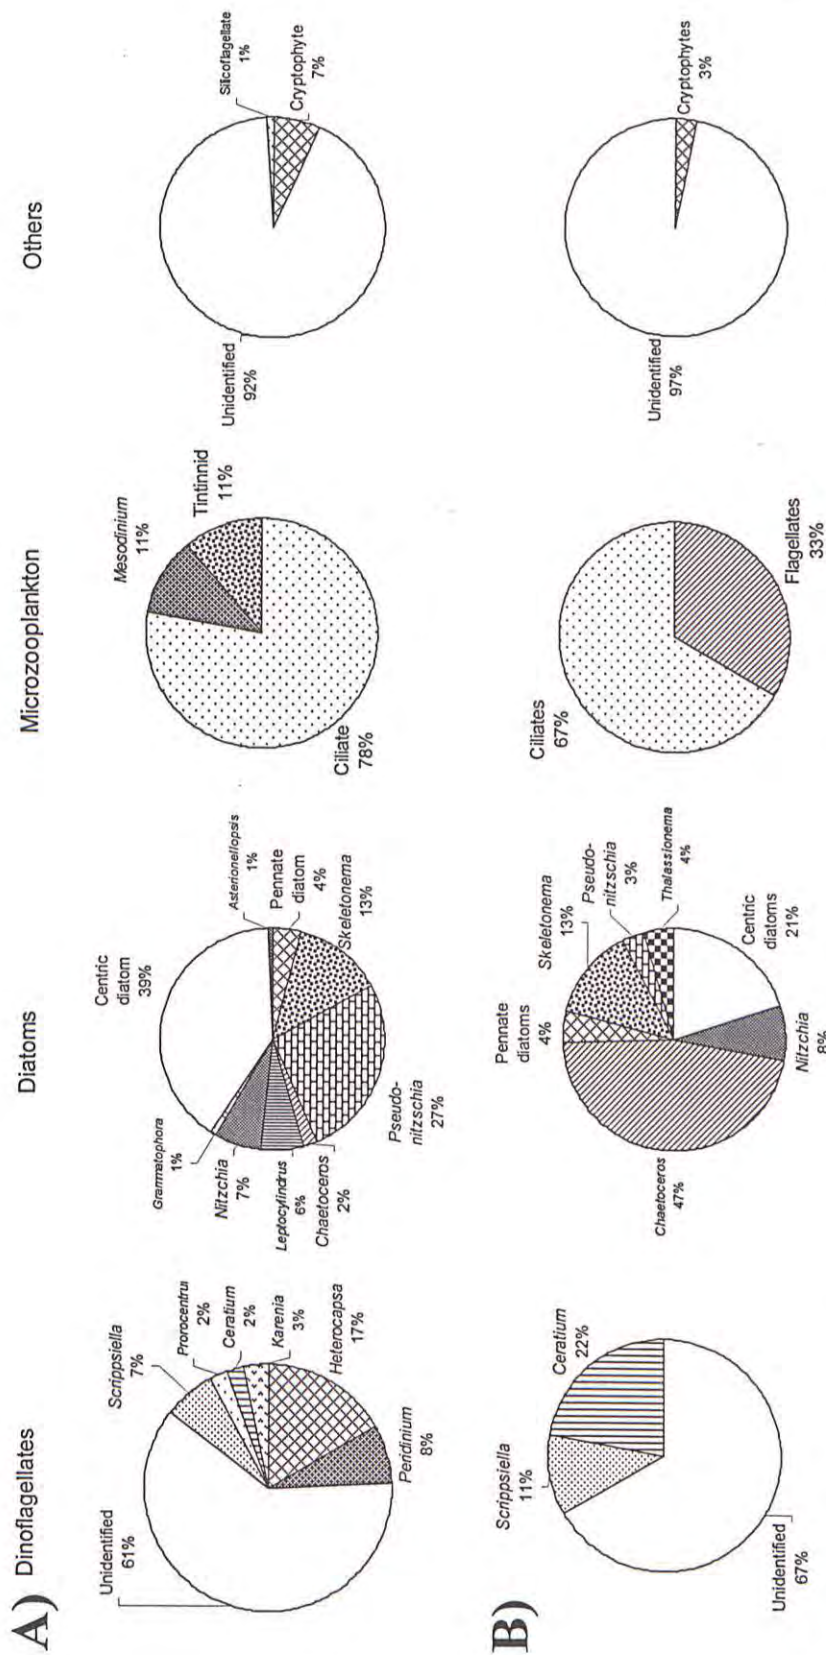 A)
Dinoflagellates
Diatoms
Microzooplankton
Others
Unidentified
61%
Scrippsiella
7%
Prorocentrui
2%
Ceratium
2%
Karenia
3%
Heterocapsa
17%
Peridinium
8%
Centric
diatom
39%
Asterionellopsis
1%
Pennate
diatom
4%
Skeletonema
13%
Pseudo-
nitzschia
27%
Chaetoceros
2%
Leptocylindrus
6%
Nitzchia
7%
Grammatophora
1%
Mesodinium
11%
Tintinnid
11%
Ciliate
78%
Silicoflagellate
1%
Cryptophyte
7%
Unidentified
92%
B)
Scrippsiella
11%
Ceratium
22%
Unidentified
67%
Pennate
diatoms
4%
Skeletonema
13%
Pseudo-
nitzschia
3%
Thalassionema
4%
Centric
diatoms
21%
Nitzchia
8%
Chaetoceros
47%
Ciliates
67%
Flagellates
33%
Cryptophytes
3%
Unidentified
97%